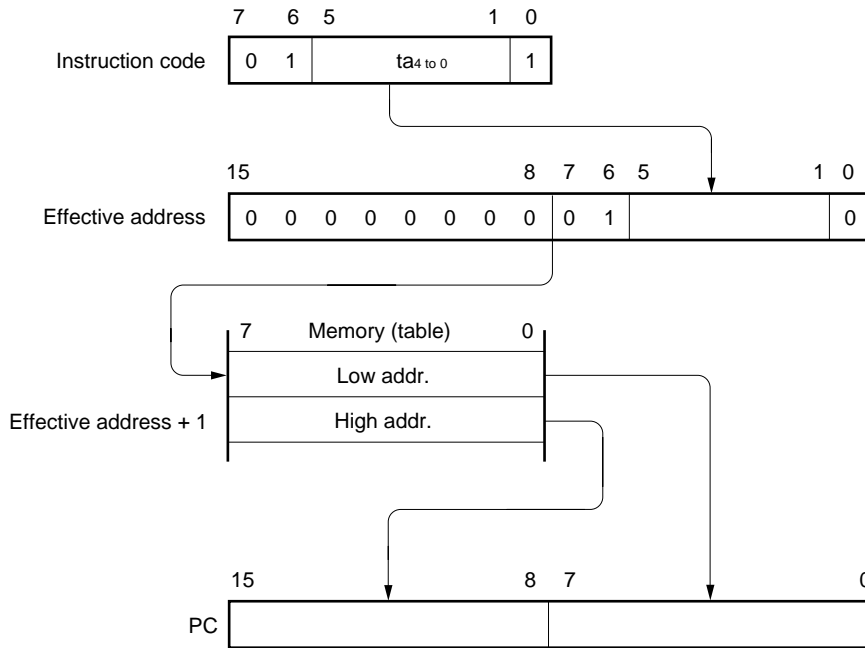 7 6 5 1 0
Instruction code 0 1 ta4 to 0 1
15 8 7 6 5 1 0
Effective address 0 0 0 0 0 0 0 0 0 1 0
7 Memory (table) 0
Low addr.
Effective address + 1 High addr.
15 8 7 0
PC